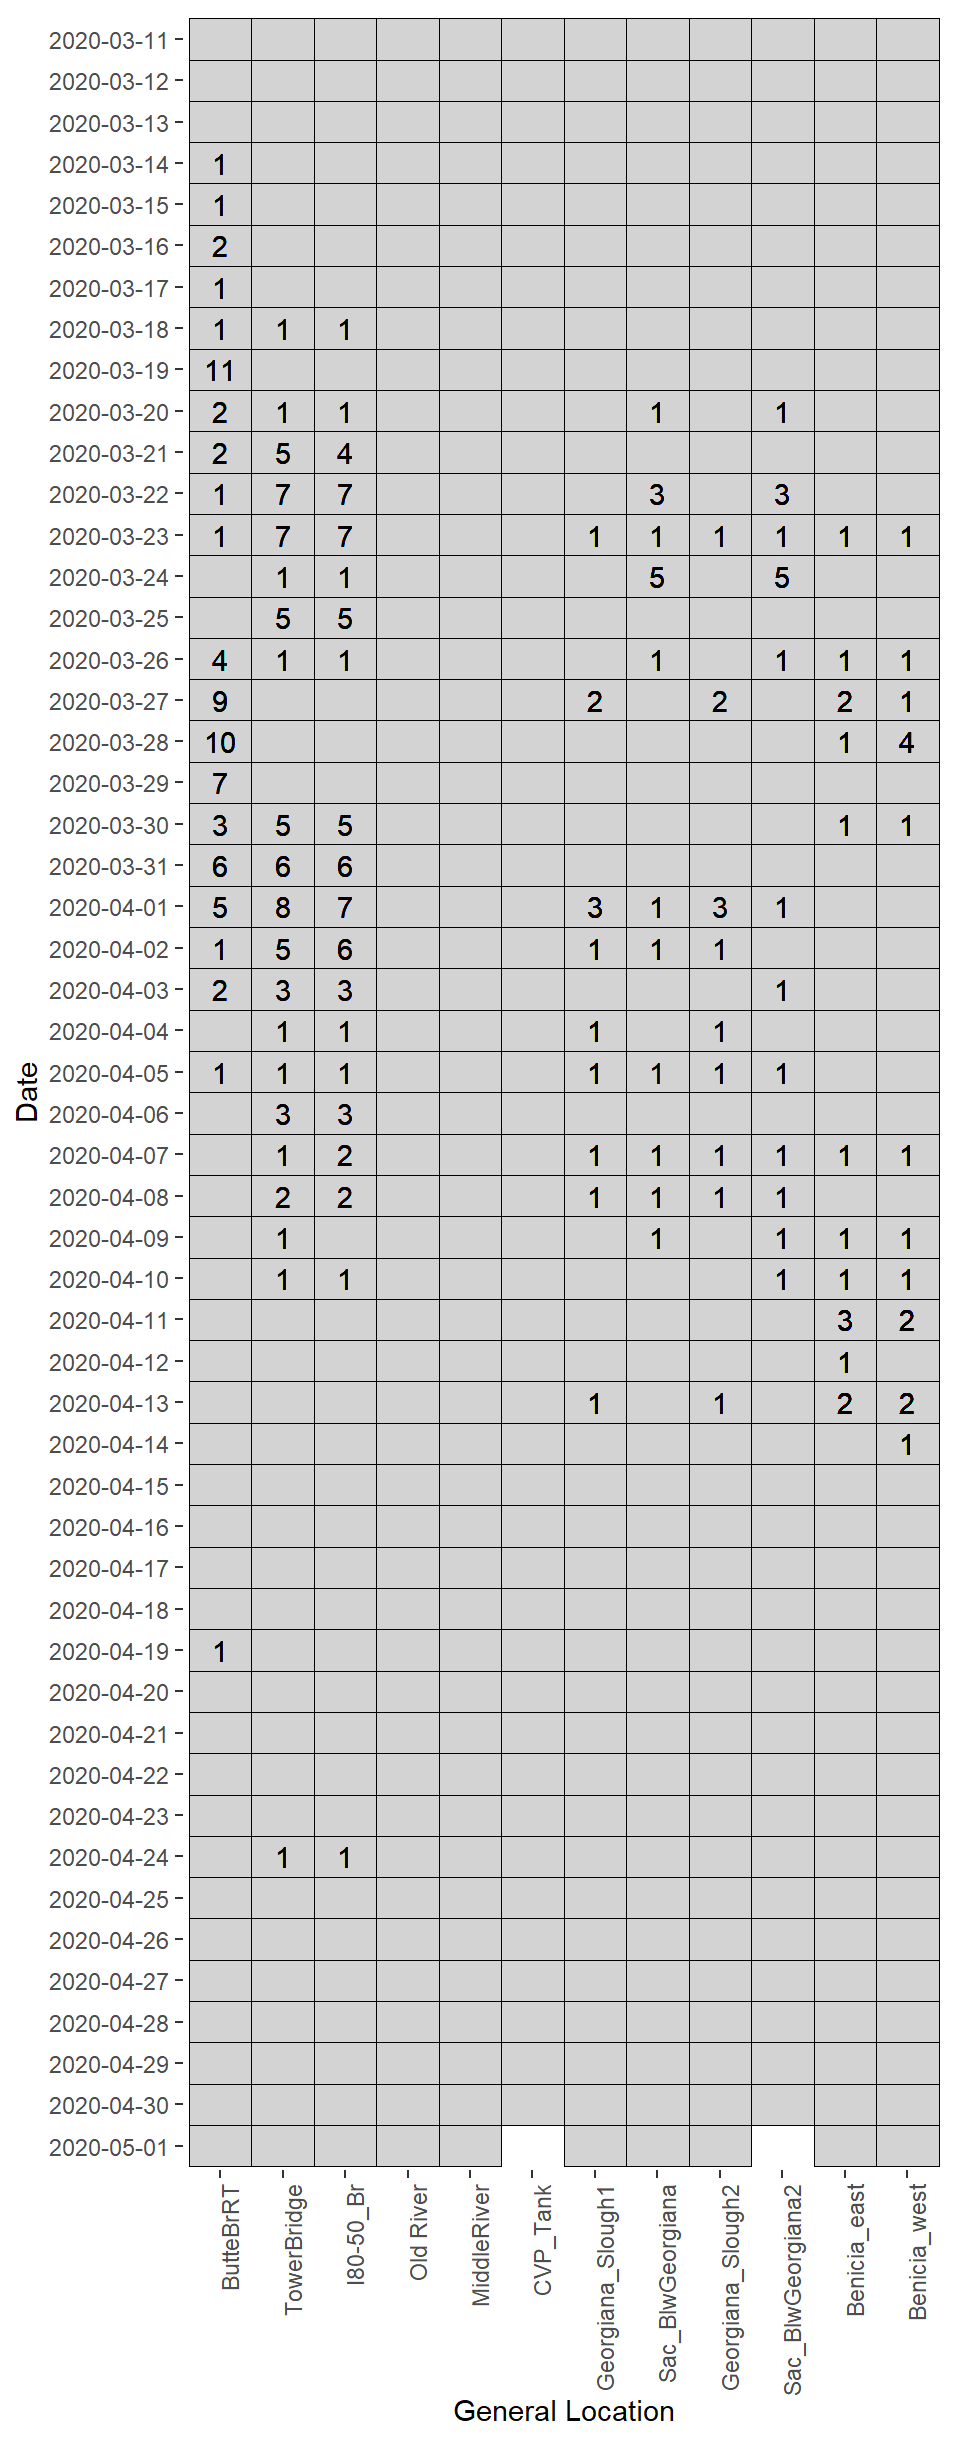 2020-03-11
2020-03-12
2020-03-13
2020-03-14 1
2020-03-15 1
2020-03-16 2
2020-03-17 1
2020-03-18 1 1 1
2020-03-19 11
2020-03-20 2 1 1 1 1
2020-03-21 2 5 4
2020-03-22 1 7 7 3 3
2020-03-23 1 7 7 1 1 1 1 1 1
2020-03-24 1 1 5 5
2020-03-25 5 5
2020-03-26 4 1 1 1 1 1 1
2020-03-27 9 2 2 2 1
2020-03-28 10 1 4
2020-03-29 7
2020-03-30 3 5 5 1 1
2020-03-31 6 6 6
2020-04-01 5 8 7 3 1 3 1
2020-04-02 1 5 6 1 1 1
2020-04-03 2 3 3 1
2020-04-04 1 1 1 1
2020-04-05 1 1 1 1 1 1 1
2020-04-06 3 3
2020-04-07 1 2 1 1 1 1 1 1
2020-04-08 2 2 1 1 1 1
2020-04-09 1 1 1 1 1
2020-04-10 1 1 1 1 1
2020-04-11 3 2
2020-04-12 1
2020-04-13 1 1 2 2
2020-04-14 1
2020-04-15
2020-04-16
2020-04-17
2020-04-18
2020-04-19 1
2020-04-20
2020-04-21
2020-04-22
2020-04-23
2020-04-24 1 1
2020-04-25
2020-04-26
2020-04-27
2020-04-28
2020-04-29
2020-04-30
2020-05-01
Date
ButteBrRT
TowerBridge
I80-50_Br
Old River
MiddleRiver
CVP_Tank
Georgiana_Slough1
Sac_BlwGeorgiana
Georgiana_Slough2
Sac_BlwGeorgiana2
Benicia_east
Benicia_west
General Location